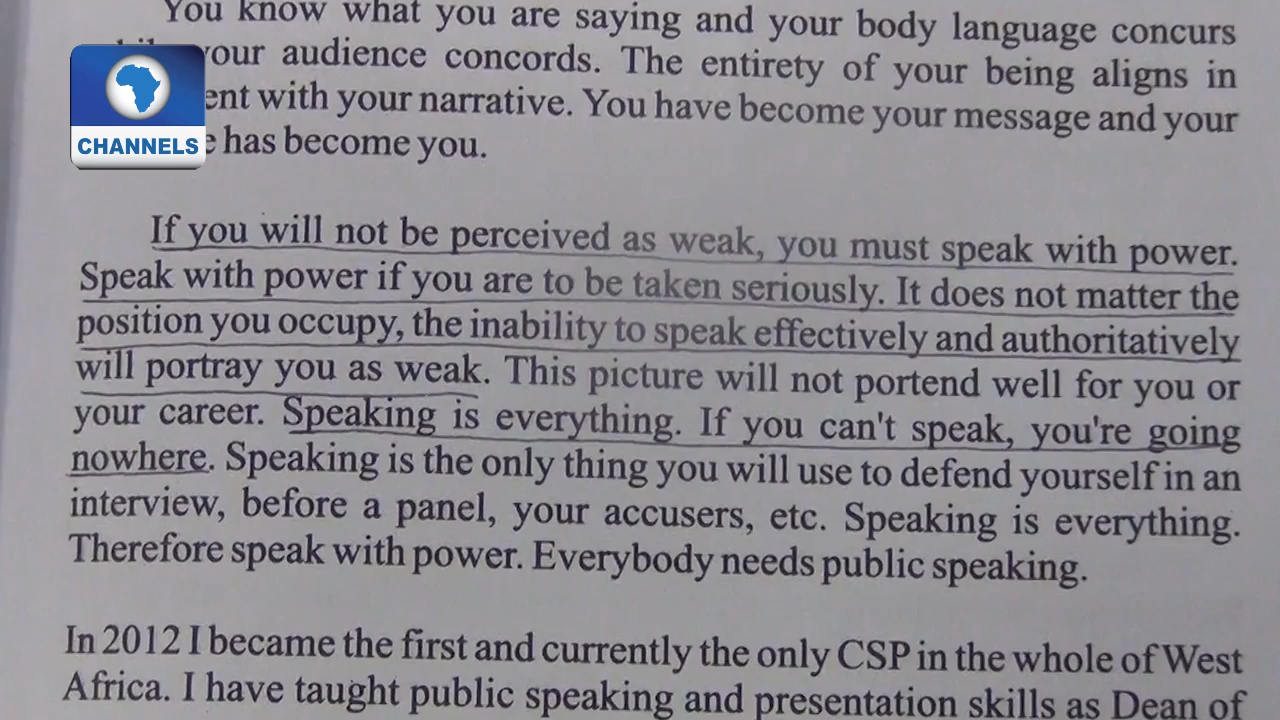 You know what you are saying and your body language concurs
your audience concords. The entirety of your being aligns in
with your narrative. You have become your message and your
has become you.
CHANNELS
If you will not be perceived as weak, you must speak with power.
Speak with power if you are to be taken seriously. It does not matter the
position you occupy, the inability to speak effectively and authoritatively
will portray you as weak. This picture will not portend well for you or
your career. Speaking is everything. If you can't speak, you're going
nowhere. Speaking is the only thing you will use to defend yourself in an
interview, before a panel, your accusers, etc. Speaking is everything.
Therefore speak with power. Everybody needs public speaking.
In 2012 I became the first and currently the only CSP in the whole of West
Africa. I have taught public speaking and presentation skills as Dean of